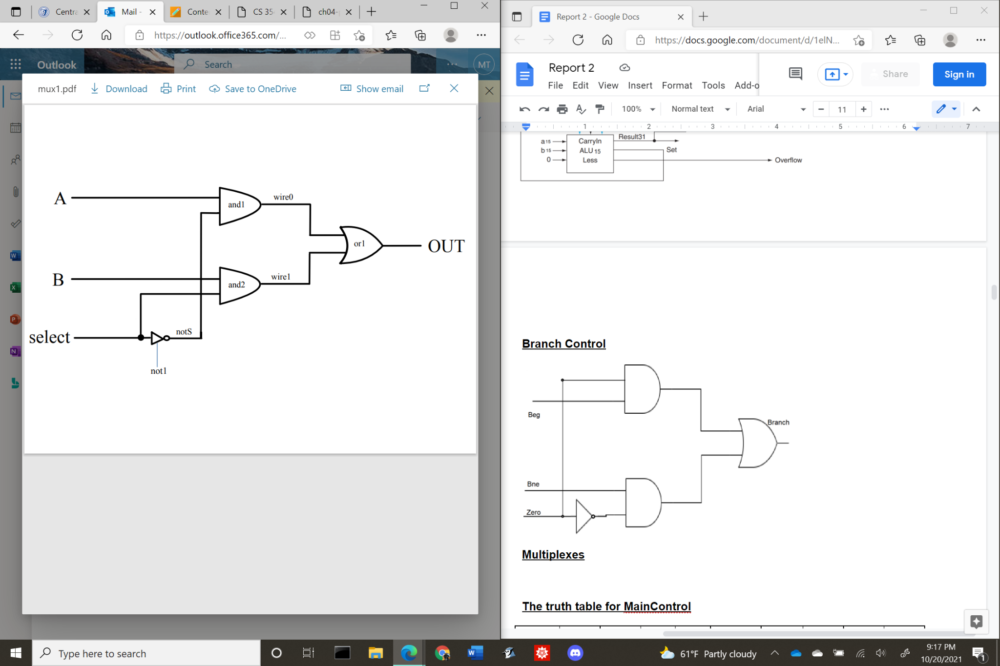 Centra
Mail -
Conte
CS 35
ch04-
https://outlook.office365.com/...
Outlook
Search
MT
mux1.pdf
Download
Print
Save to OneDrive
Show email
A
and1
wire0
or1
OUT
B
and2
wire1
select
notS
not1
Report 2 - Google Docs
https://docs.google.com/document/d/1elN...
Report 2
Share
Sign in
File Edit View Insert Format Tools Add-o
100%
Normal text
Arial
11
1 2 3 4 5 6 7
a15
b15
0
CarryIn
ALU 15
Less
Result31
Set
Overflow
Branch Control
Beg
Branch
Bne
Zero
Multiplexes
The truth table for MainControl
Type here to search
61°F Partly cloudy
9:17 PM
10/20/2021
1